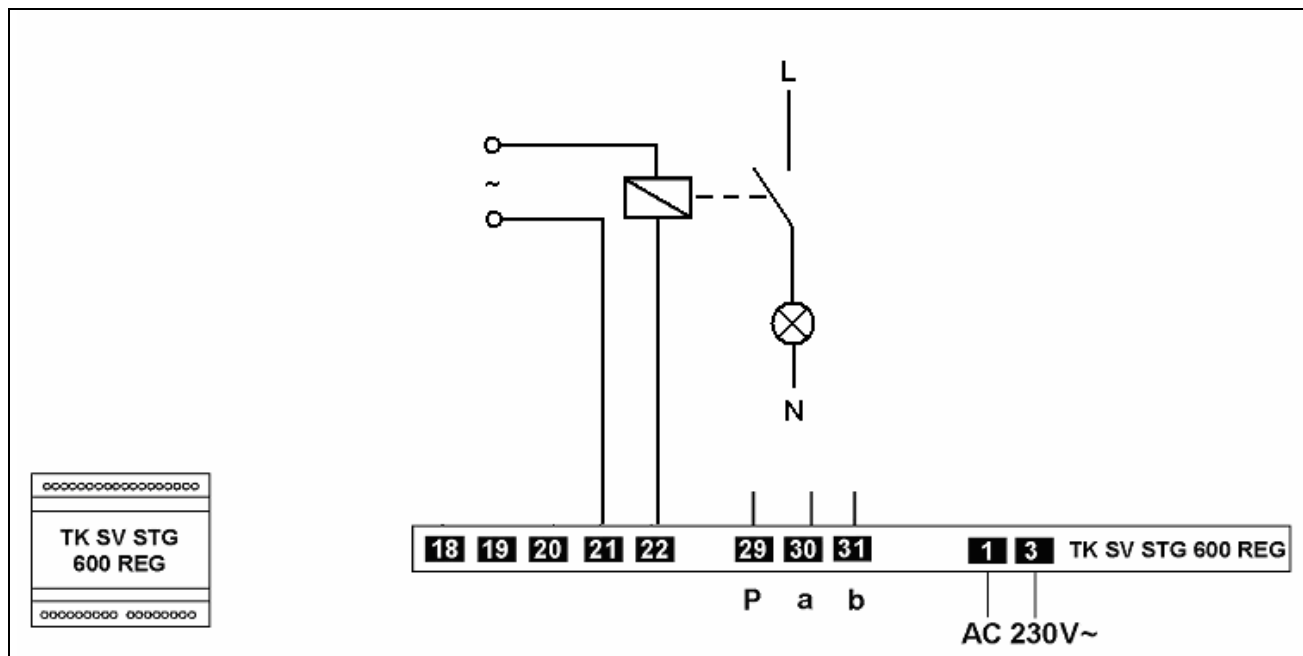 L
~
N
TK SV STG
600 REG
18 19 20 21 22 29 30 31 1 3 TK SV STG 600 REG
P a b
AC 230V~